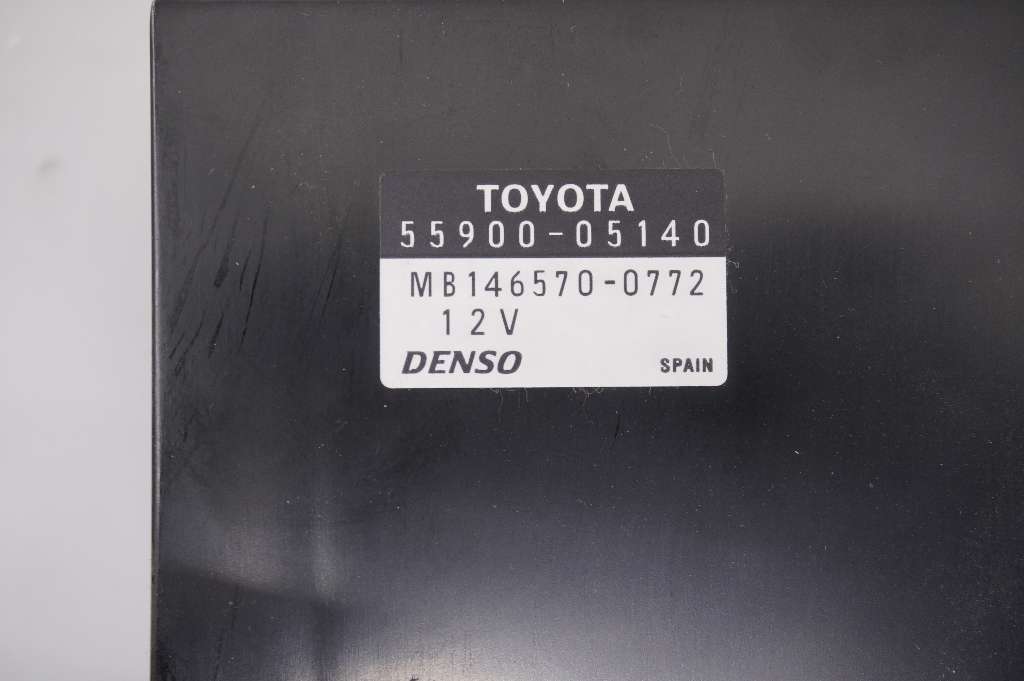 TOYOTA
55900-05140
MB146570-0772
12V
DENSO SPAIN